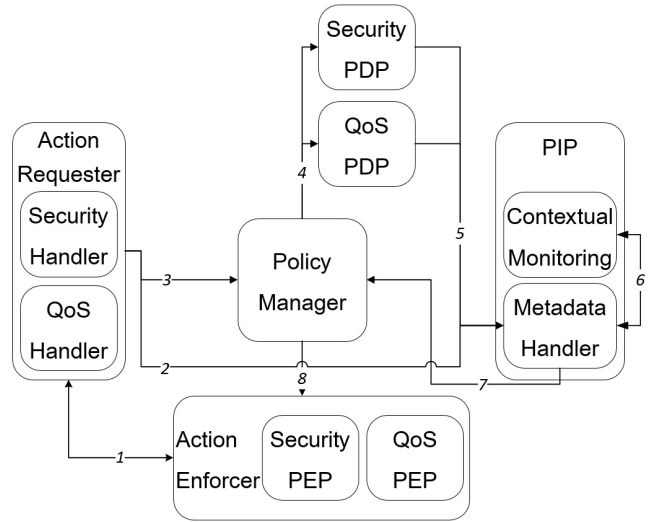 Security
PDP
QoS
PDP
Action
Requester
Security
Handler
QoS
Handler
Policy
Manager
PIP
Contextual
Monitoring
Metadada
Handler
Action
Enforcer
Security
PEP
QoS
PEP
1
2
3
4
5
6
7
8